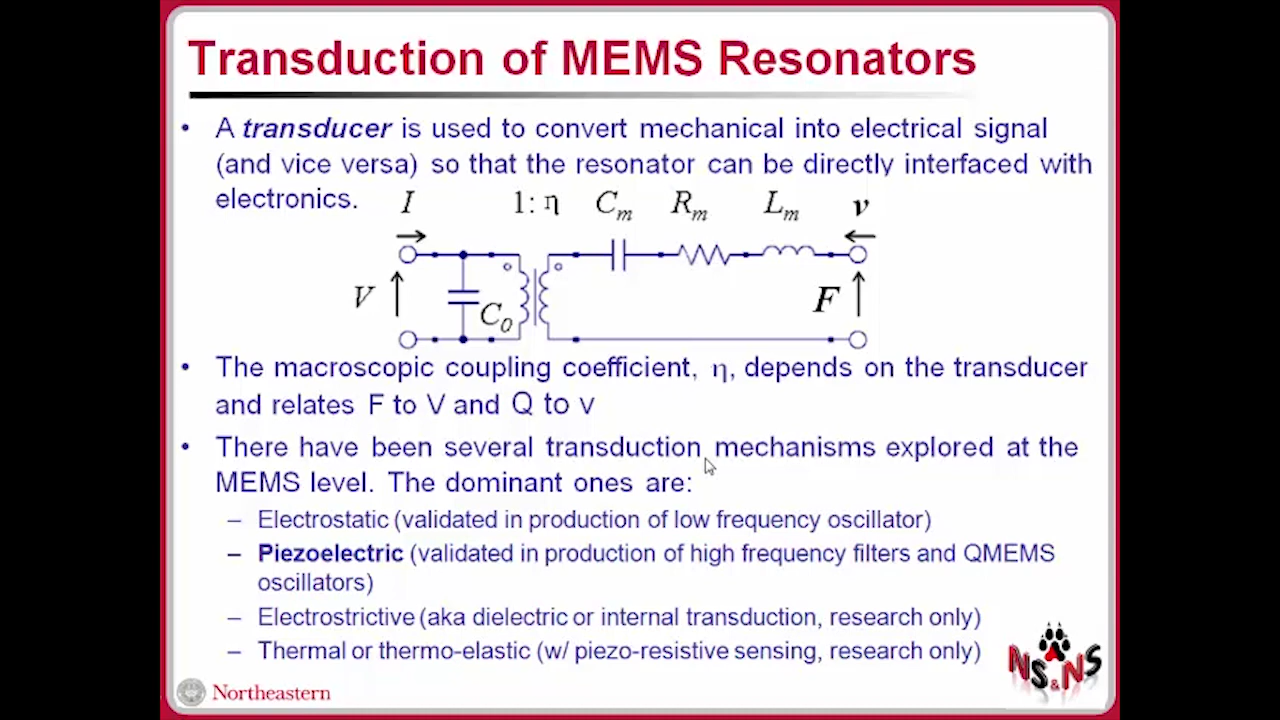 Transduction of MEMS Resonators
• A transducer is used to convert mechanical into electrical signal
(and vice versa) so that the resonator can be directly interfaced with
electronics.
I 1: η Cm Rm Lm v
V C0 F
• The macroscopic coupling coefficient, η, depends on the transducer
and relates F to V and Q to v
• There have been several transduction mechanisms explored at the
MEMS level. The dominant ones are:
– Electrostatic (validated in production of low frequency oscillator)
– Piezoelectric (validated in production of high frequency filters and QMEMS
oscillators)
– Electrostrictive (aka dielectric or internal transduction, research only)
– Thermal or thermo-elastic (w/ piezo-resistive sensing, research only)
NS&NS
Northeastern